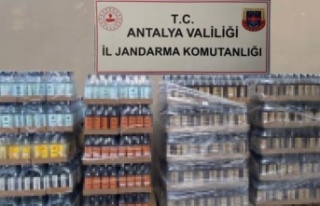 T.C.
ANTALYA VALİLİĞİ
İL JANDARMA KOMUTANLIĞI